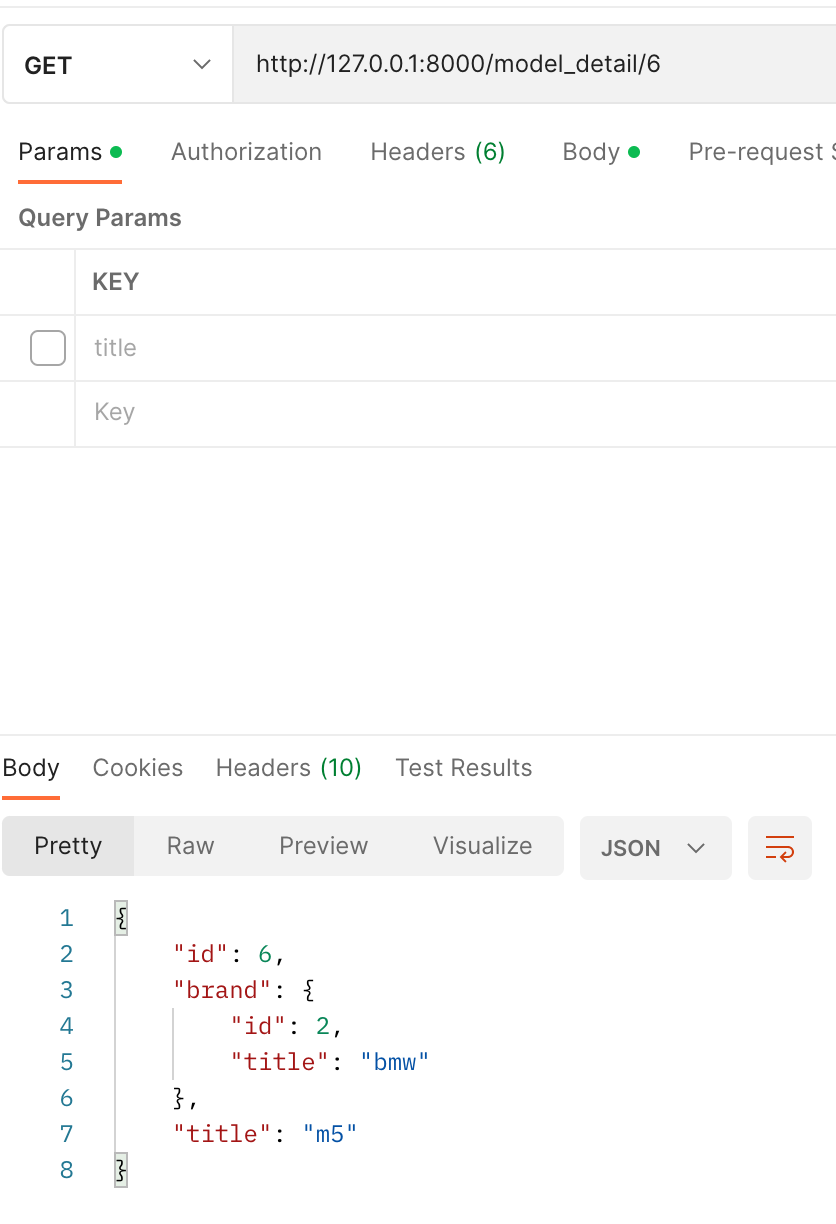 GET http://127.0.0.1:8000/model_detail/6
Params Authorization Headers (6) Body Pre-request S
Query Params
KEY
title
Key
Body Cookies Headers (10) Test Results
Pretty Raw Preview Visualize JSON
1 {
2 "id": 6,
3 "brand": {
4 "id": 2,
5 "title": "bmw"
6 },
7 "title": "m5"
8 }